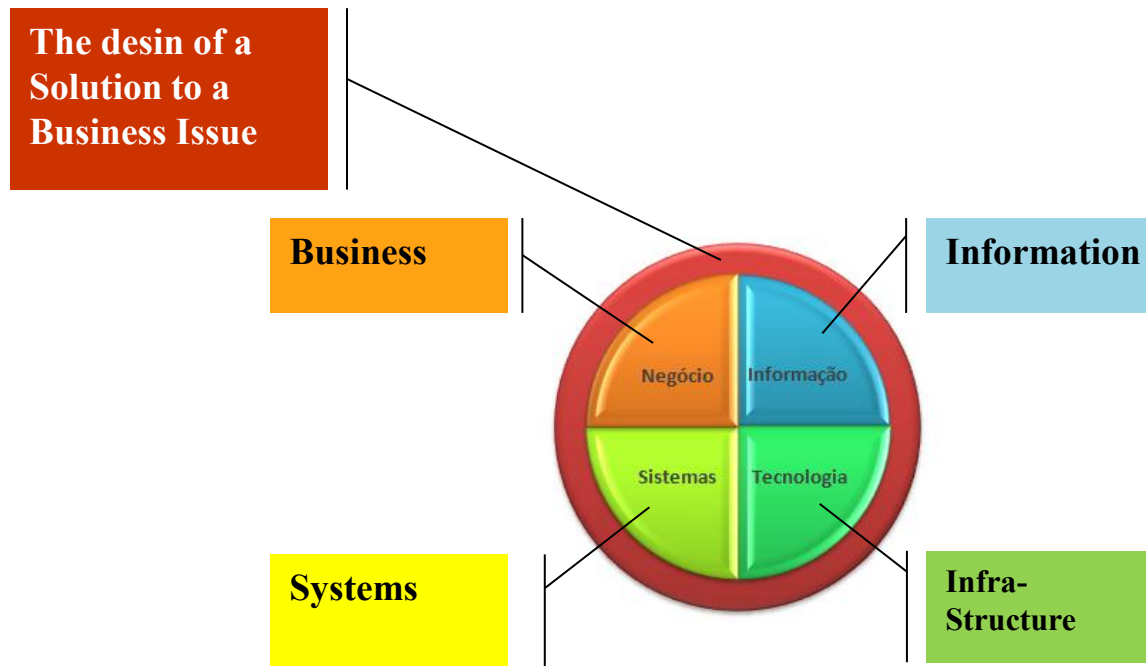 The desin of a
Solution to a
Business Issue
Business
Information
Negócio
Informação
Sistemas
Tecnologia
Systems
Infra-
Structure